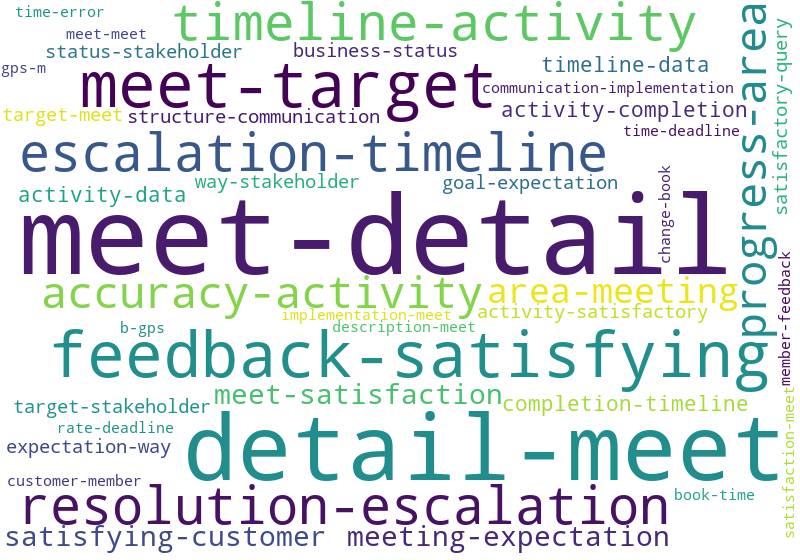 time-error
timeline-activity
meet-meet
status-stakeholder
business-status
gps-m
meet-target
timeline-data
communication-implementation
target-meet
structure-communication
activity-completion
time-deadline
escalation-timeline
way-stakeholder
goal-expectation
activity-data
change-book
progress-area
satisfactory-query
meet-detail
accuracy-activity
area-meeting
implementation-meet
activity-satisfactory
b-gps
description-meet
member-feedback
feedback-satisfying
meet-satisfaction
target-stakeholder
completion-timeline
rate-deadline
detail-meet
satisfaction-meet
expectation-way
customer-member
resolution-escalation
book-time
satisfying-customer
meeting-expectation